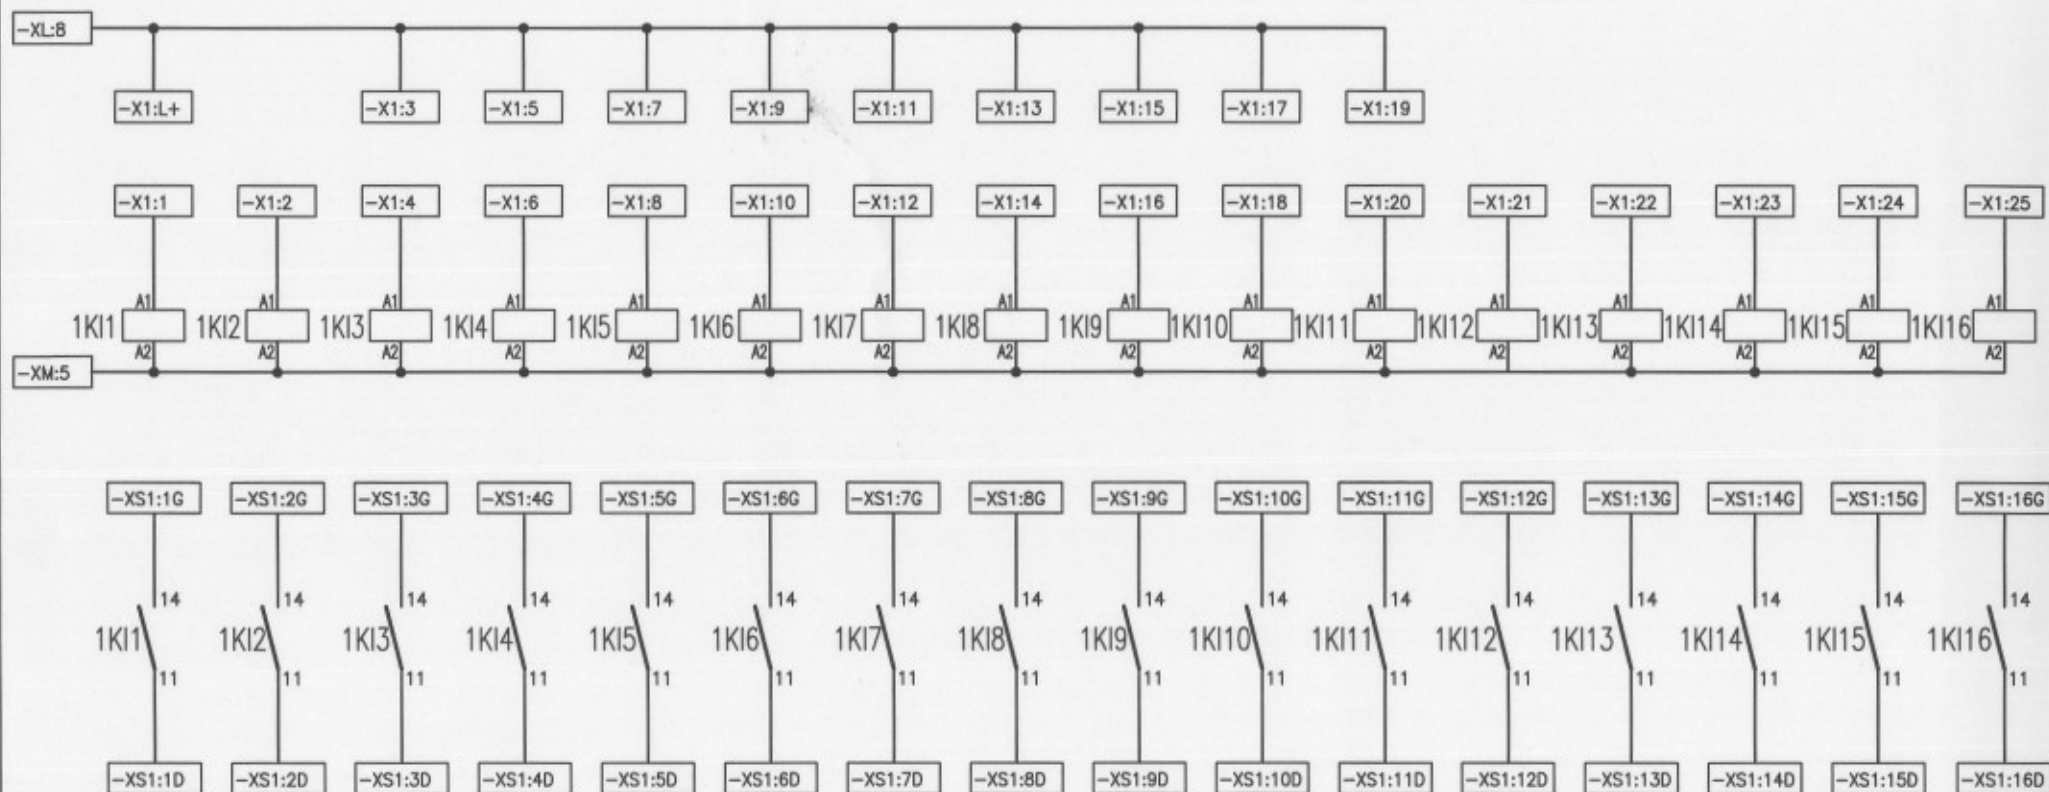 -XL:8
-X1:L+ -X1:3 -X1:5 -X1:7 -X1:9 -X1:11 -X1:13 -X1:15 -X1:17 -X1:19
-X1:1 -X1:2 -X1:4 -X1:6 -X1:8 -X1:10 -X1:12 -X1:14 -X1:16 -X1:18 -X1:20 -X1:21 -X1:22 -X1:23 -X1:24 -X1:25
A1 A1 A1 A1 A1 A1 A1 A1 A1 A1 A1 A1 A1 A1 A1 A1
1KI1 1KI2 1KI3 1KI4 1KI5 1KI6 1KI7 1KI8 1KI9 1KI10 1KI11 1KI12 1KI13 1KI14 1KI15 1KI16
A2 A2 A2 A2 A2 A2 A2 A2 A2 A2 A2 A2 A2 A2 A2 A2
-XM:5
-XS1:1G -XS1:2G -XS1:3G -XS1:4G -XS1:5G -XS1:6G -XS1:7G -XS1:8G -XS1:9G -XS1:10G -XS1:11G -XS1:12G -XS1:13G -XS1:14G -XS1:15G -XS1:16G
14 14 14 14 14 14 14 14 14 14 14 14 14 14 14 14
1KI1 1KI2 1KI3 1KI4 1KI5 1KI6 1KI7 1KI8 1KI9 1KI10 1KI11 1KI12 1KI13 1KI14 1KI15 1KI16
11 11 11 11 11 11 11 11 11 11 11 11 11 11 11 11
-XS1:1D -XS1:2D -XS1:3D -XS1:4D -XS1:5D -XS1:6D -XS1:7D -XS1:8D -XS1:9D -XS1:10D -XS1:11D -XS1:12D -XS1:13D -XS1:14D -XS1:15D -XS1:16D